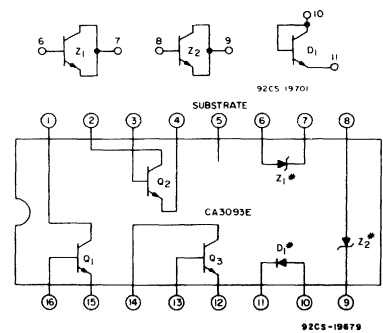 10
6 Z1 7 8 Z2 9 D1
11
92CS-19701
SUBSTRATE
1 2 3 4 5 6 7 8
Z1#
Q2
CA3093E
Z2#
Q1 Q3 D1#
16 15 14 13 12 11 10 9
92CS-19679